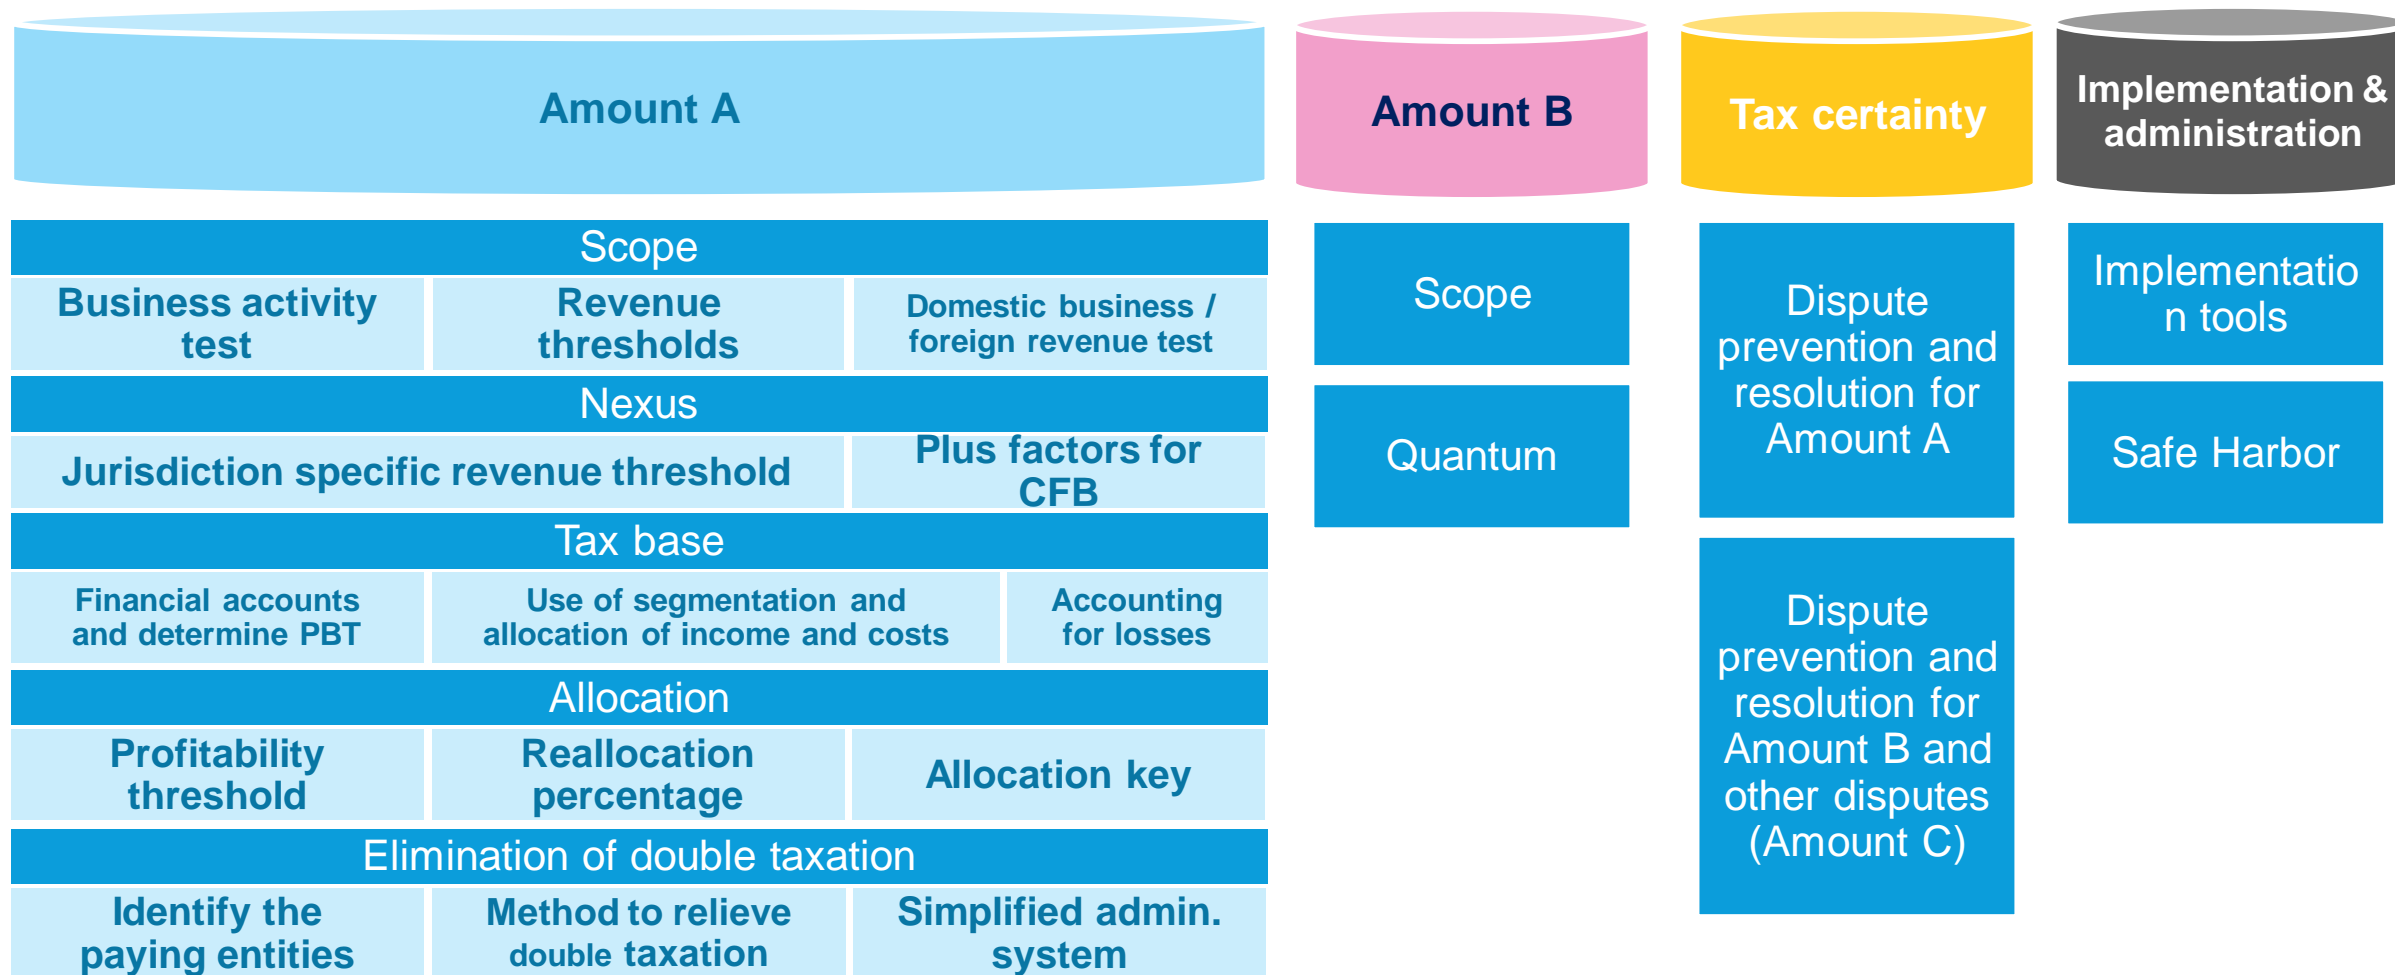 Amount A
Amount B
Tax certainty
Implementation &
administration
Scope
Business activity
test
Revenue
thresholds
Domestic business /
foreign revenue test
Nexus
Jurisdiction specific revenue threshold
Plus factors for
CFB
Tax base
Financial accounts
and determine PBT
Use of segmentation and
allocation of income and costs
Accounting
for losses
Allocation
Profitability
threshold
Reallocation
percentage
Allocation key
Elimination of double taxation
Identify the
paying entities
Method to relieve
double taxation
Simplified admin.
system
Scope
Quantum
Dispute
prevention and
resolution for
Amount A
Dispute
prevention and
resolution for
Amount B and
other disputes
(Amount C)
Implementatio
n tools
Safe Harbor